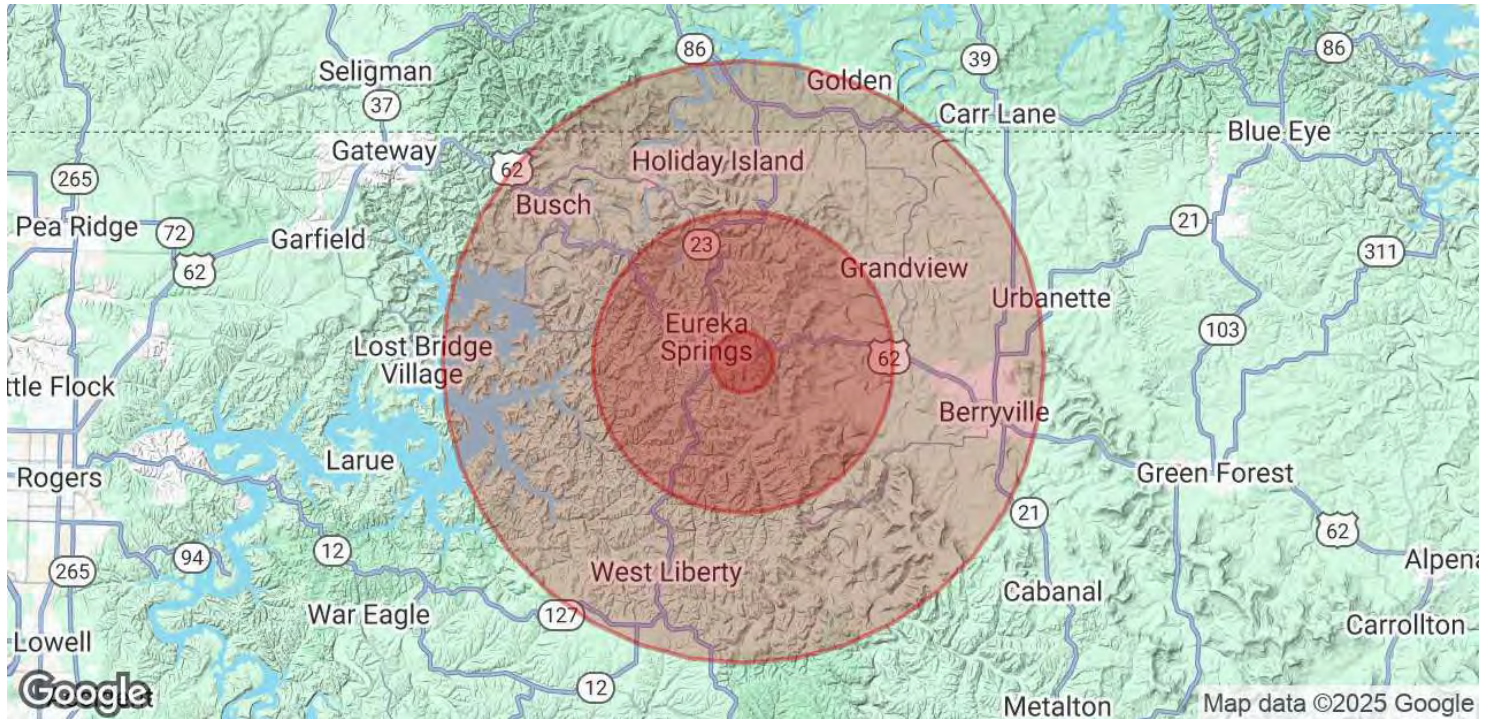 86
Golden
39
86
Seligman
37
Carr Lane
Blue Eye
Gateway
62
Holiday Island
265
Busch
21
Pea Ridge
72
Garfield
23
311
62
Grandview
Urbanette
Eureka
Springs
103
Lost Bridge
Village
62
ttle Flock
Berryville
Larue
Rogers
Green Forest
21
62
94
12
265
West Liberty
Alpena
Cabanal
War Eagle
127
Carrollton
Lowell
12
Google
Metalton
Map data ©2025 Google